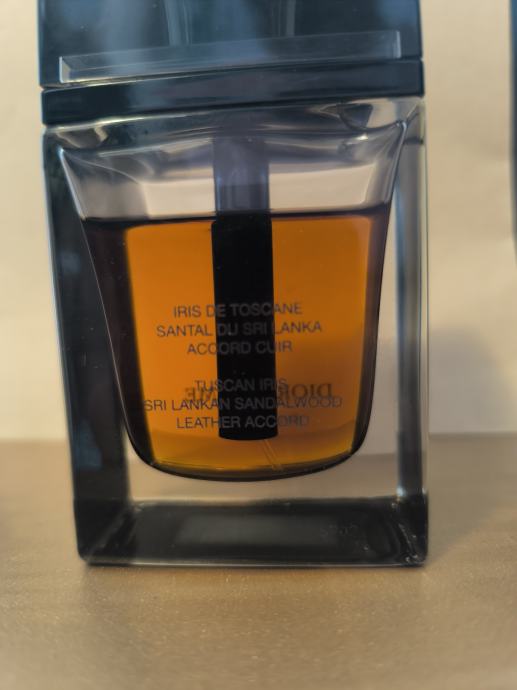 IRIS DE TOSCANE
SANTAL DU SRI LANKA
ACCORD CUIR
TUSCAN IRIS
SRI LANKAN SANDALWOOD
LEATHER ACCORD